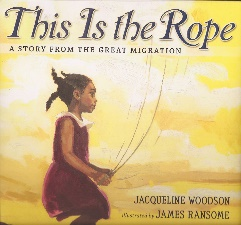 This Is the Rope
A STORY FROM THE GREAT MIGRATION
JACQUELINE WOODSON
illustrated by JAMES RANSOME